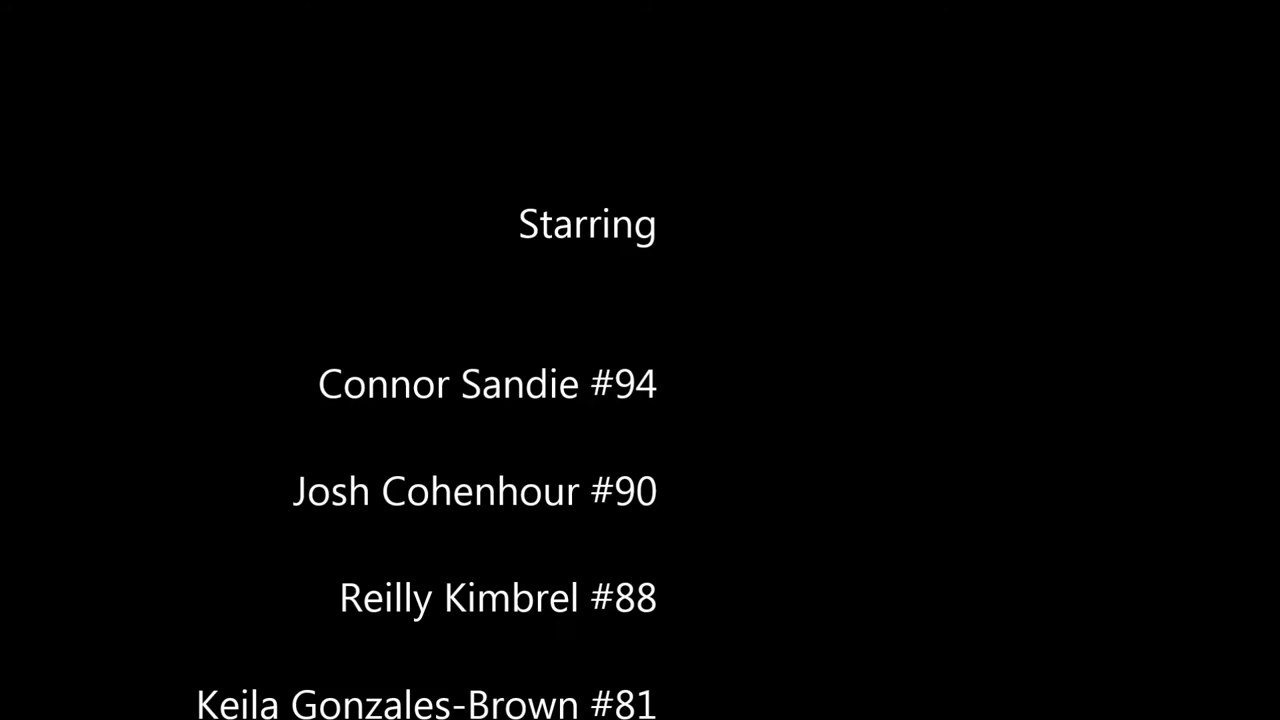 Starring
Connor Sandie #94
Josh Cohenhour #90
Reilly Kimbrel #88
Keila Gonzales-Brown #81